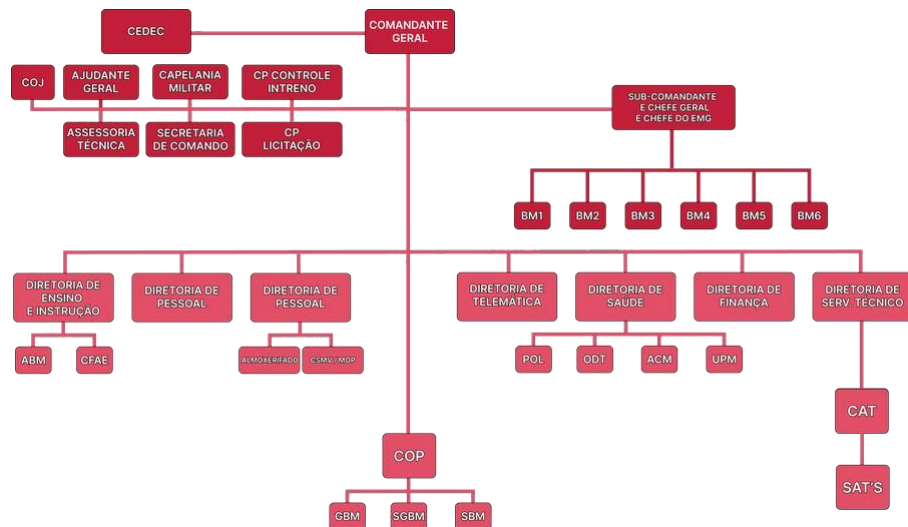 CEDEC
COMANDANTE
GERAL
COJ
AJUDANTE
GERAL
CAPELANIA
MILITAR
CP CONTROLE
INTRENO
ASSESSORIA
TÉCNICA
SECRETARIA
DE COMANDO
CP
LICITAÇÃO
SUB-COMANDANTE
E CHEFE GERAL
E CHEFE DO EMG
BM1
BM2
BM3
BM4
BM5
BM6
DIRETORIA DE
ENSINO
E INSTRUÇÃO
DIRETORIA DE
PESSOAL
DIRETORIA DE
PESSOAL
DIRETORIA DE
TELEMÁTICA
DIRETORIA DE
SAÚDE
DIRETORIA DE
FINANÇA
DIRETORIA DE
SERV. TÉCNICO
ABM
CFAE
ALMOXERIFADO
CSMV / MOP
POL
ODT
ACM
UPM
CAT
SAT'S
COP
GBM
SGBM
SBM